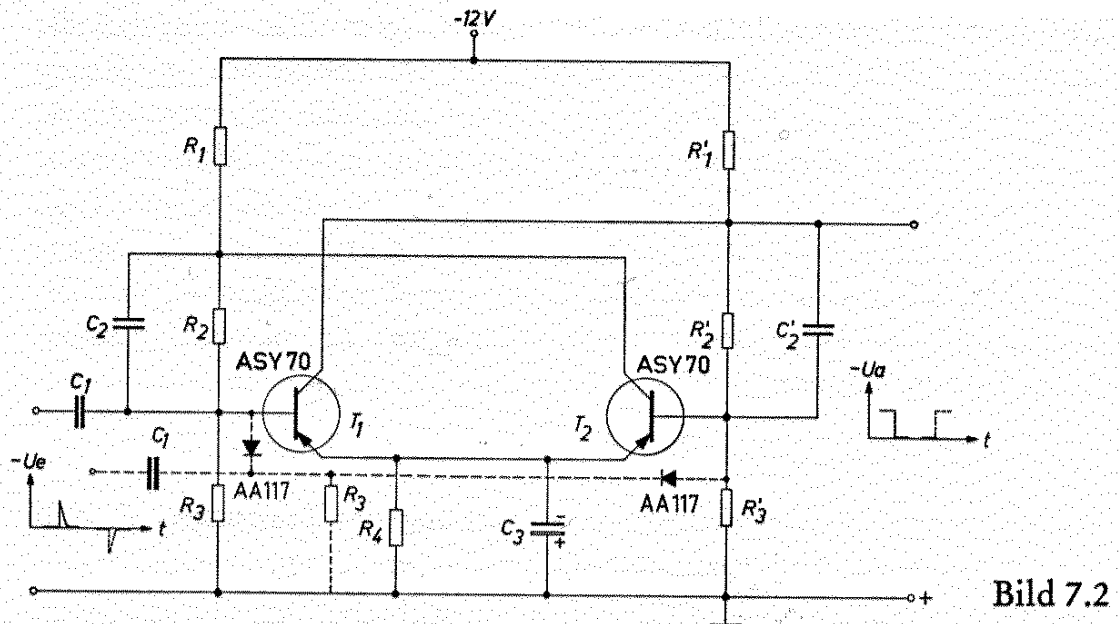 -12V
R1
R'1
C2
R2
R'2
C'2
ASY70
ASY70
C1
T1
T2
-Ua
t
C1
-Ue
t
AA117
AA117
R3
R3
R4
C3
-
+
R'3
+
Bild 7.2